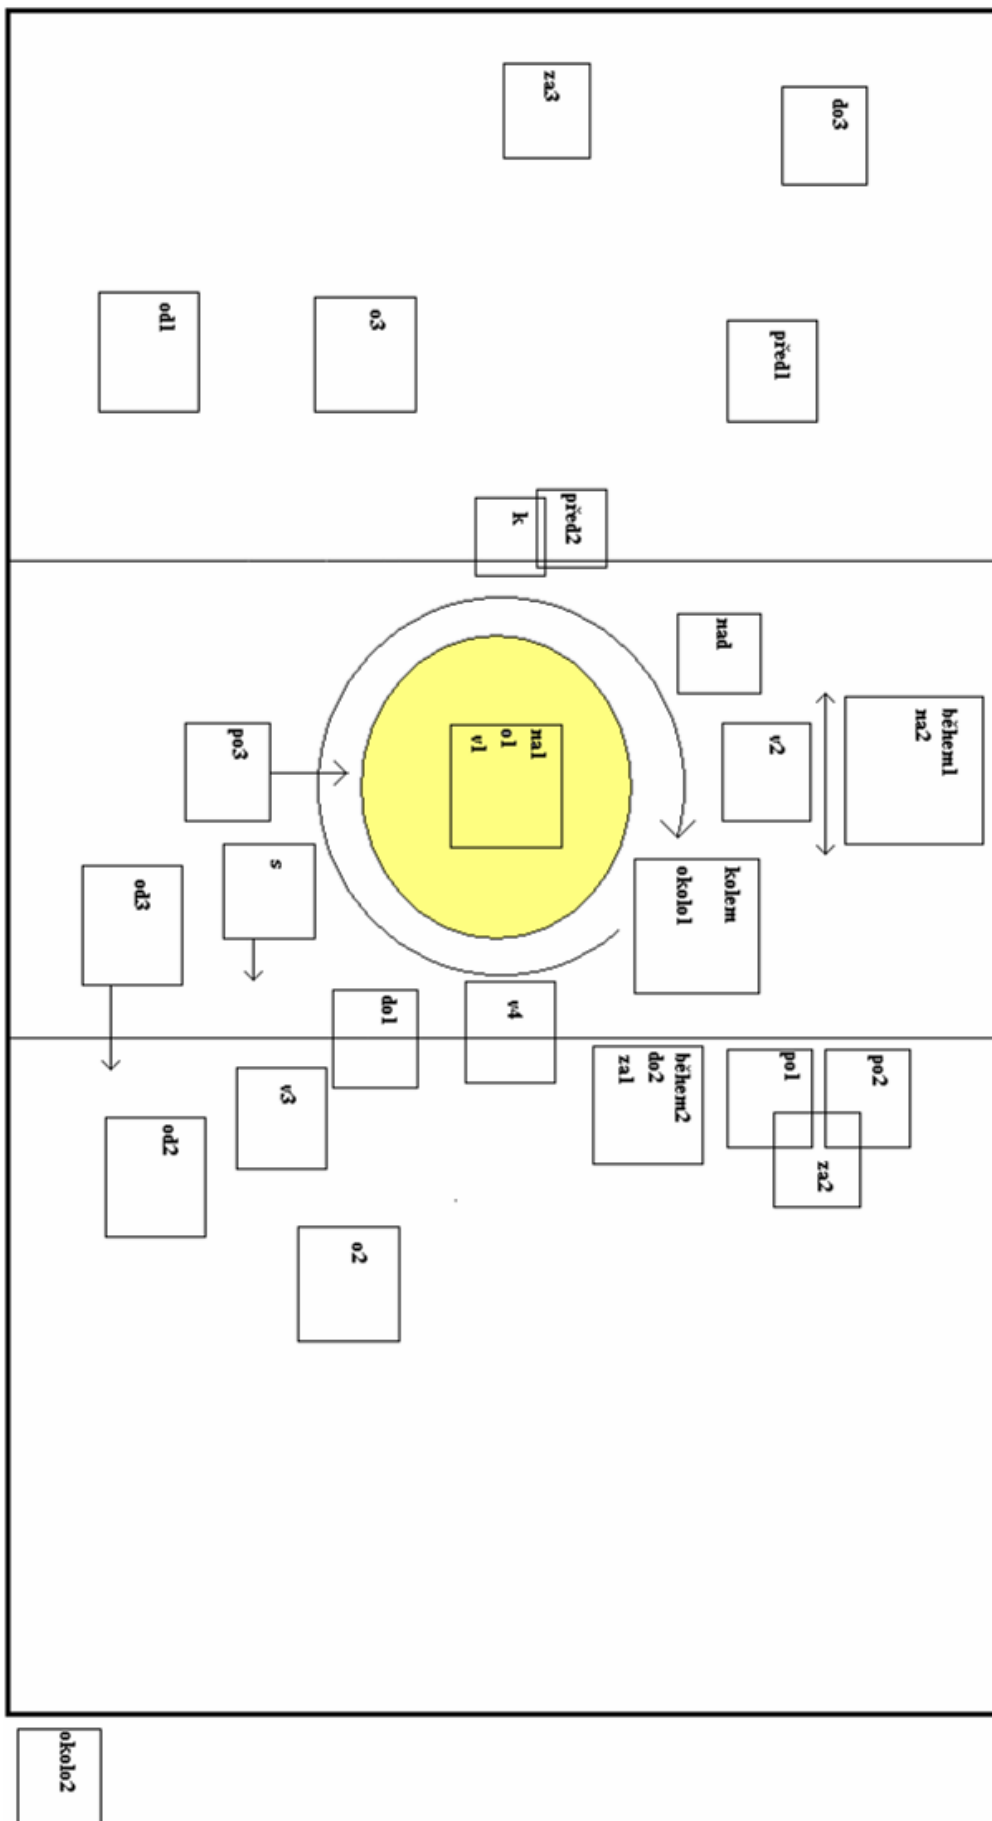 během1
na2
do3
po2
za2
před1
v2
po1
nad
kolem
okolo1
během2
do2
za1
za3
před2
k
na1
o1
v1
v4
o3
do1
o2
po3
s
v3
od1
od3
od2
okolo2